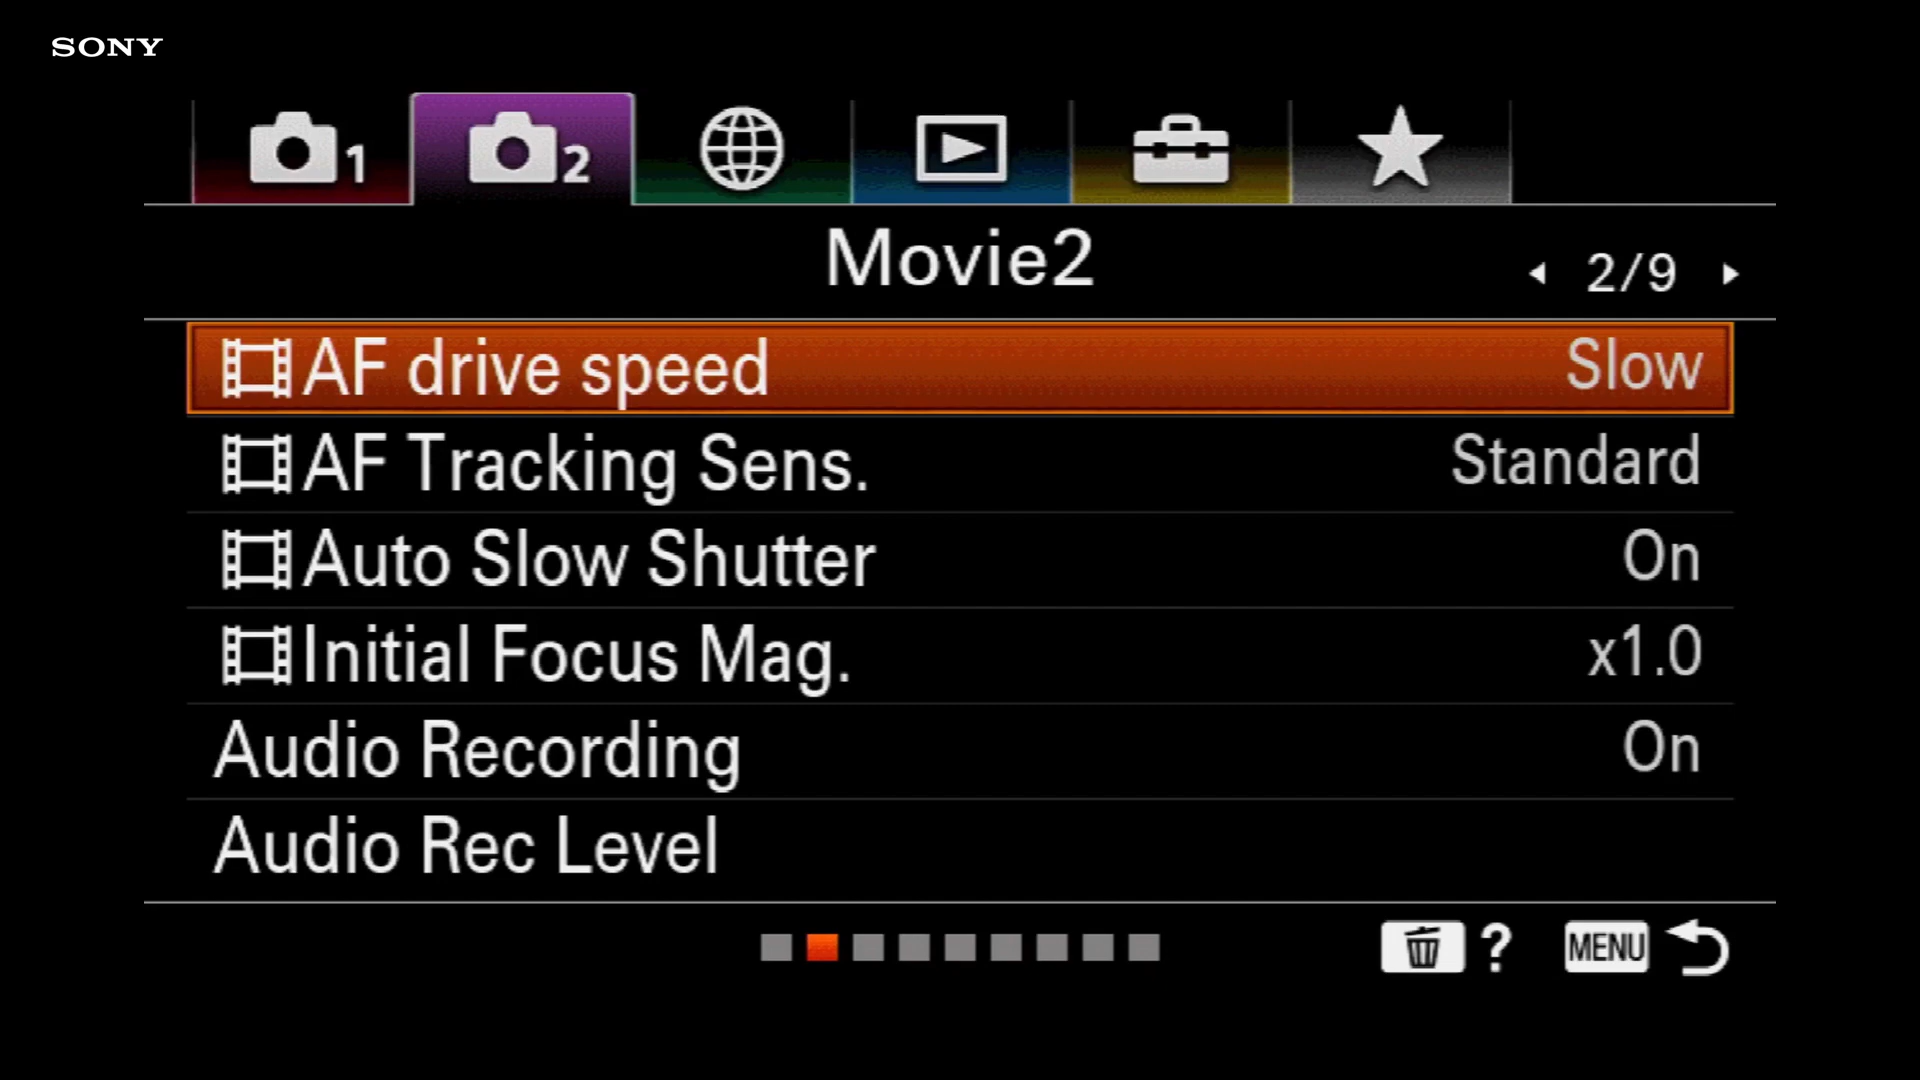 SONY
1
2
Movie2
2/9
AF drive speed Slow
AF Tracking Sens. Standard
Auto Slow Shutter On
Initial Focus Mag. x1.0
Audio Recording On
Audio Rec Level
? MENU